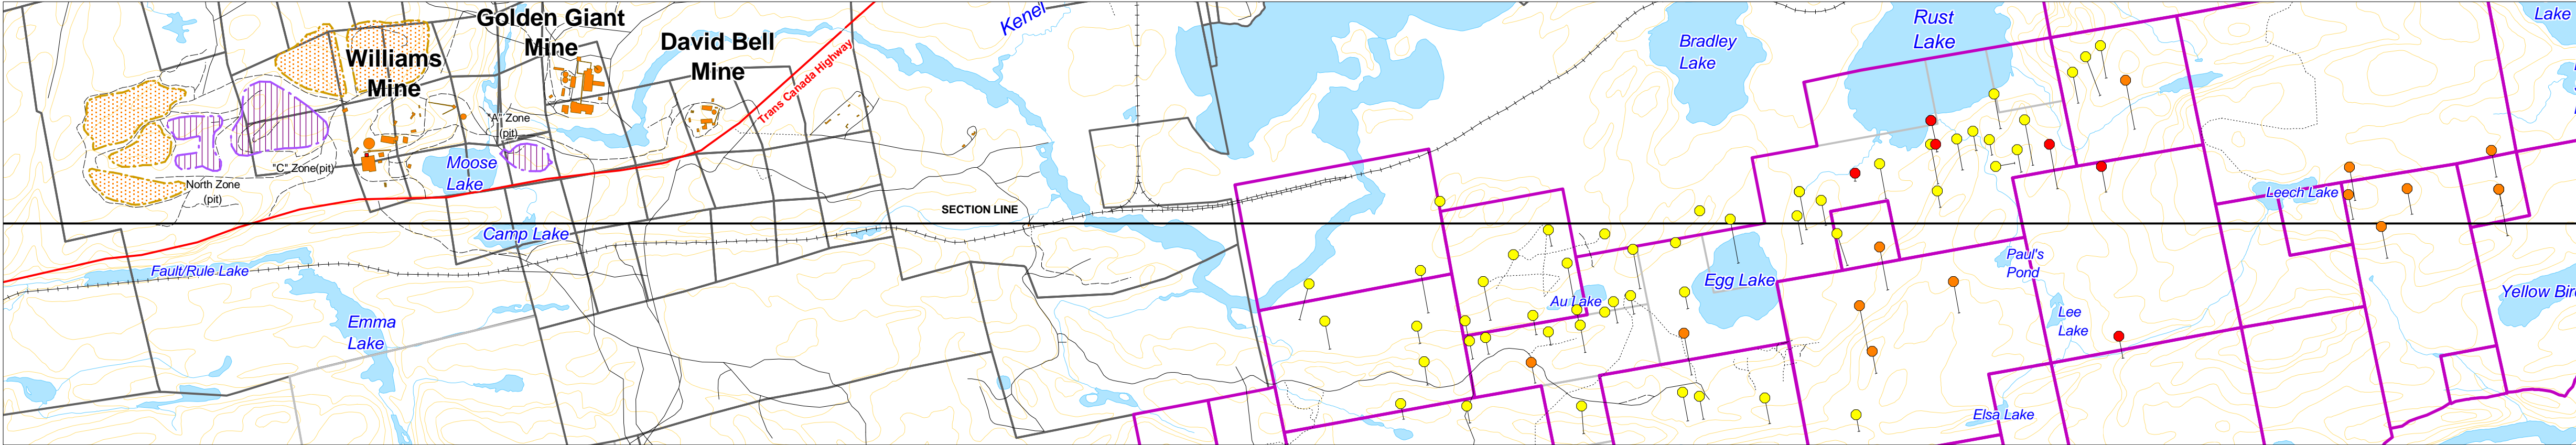 Golden Giant
Mine
Williams
Mine
David Bell
Mine
Trans Canada Highway
Kenel
Bradley
Lake
Rust
Lake
Lake
"A" Zone
(pit)
"C" Zone(pit)
North Zone
(pit)
Moose
Lake
SECTION LINE
Camp Lake
Fault/Rule Lake
Emma
Lake
Au Lake
Egg Lake
Leech Lake
Paul's
Pond
Lee
Lake
Elsa Lake
Yellow Bir